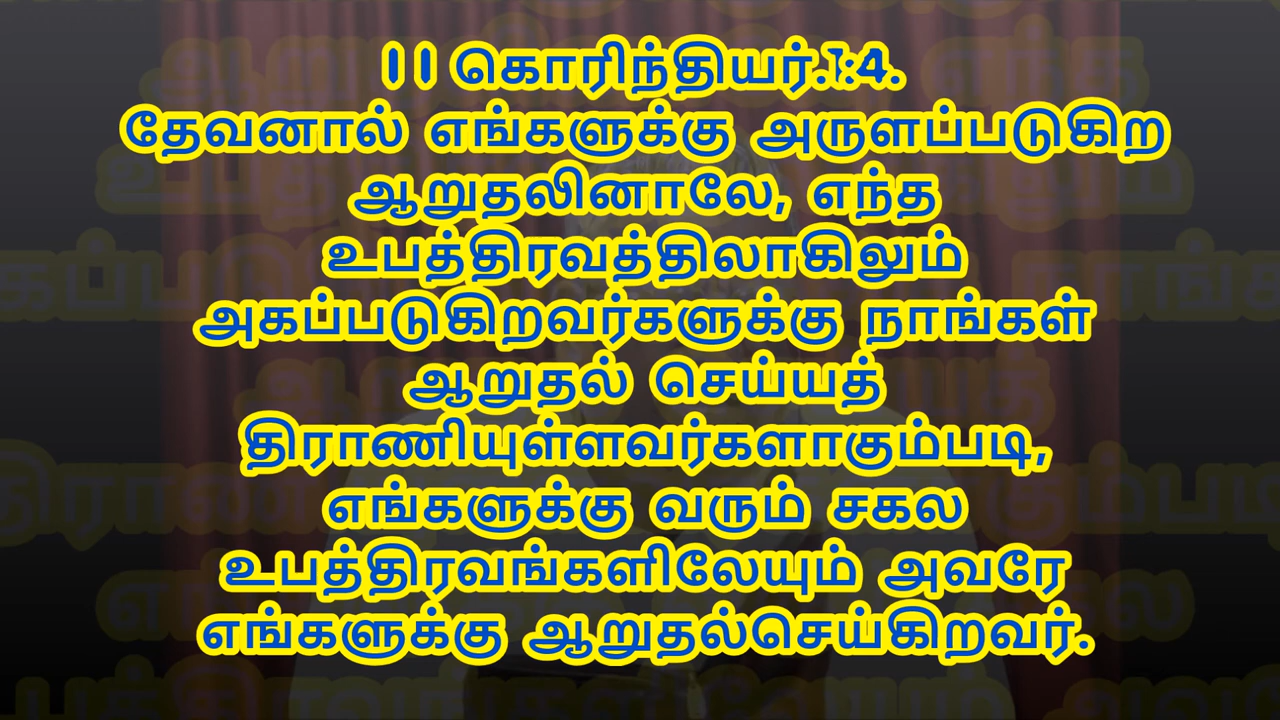 II கொரிந்தியர்.1:4.
தேவனால் எங்களுக்கு அருளப்படுகிற
ஆறுதலினாலே, எந்த
உபத்திரவத்திலாகிலும்
அகப்படுகிறவர்களுக்கு நாங்கள்
ஆறுதல் செய்யத்
திராணியுள்ளவர்களாகும்படி,
எங்களுக்கு வரும் சகல
உபத்திரவங்களிலேயும் அவரே
எங்களுக்கு ஆறுதல்செய்கிறவர்.